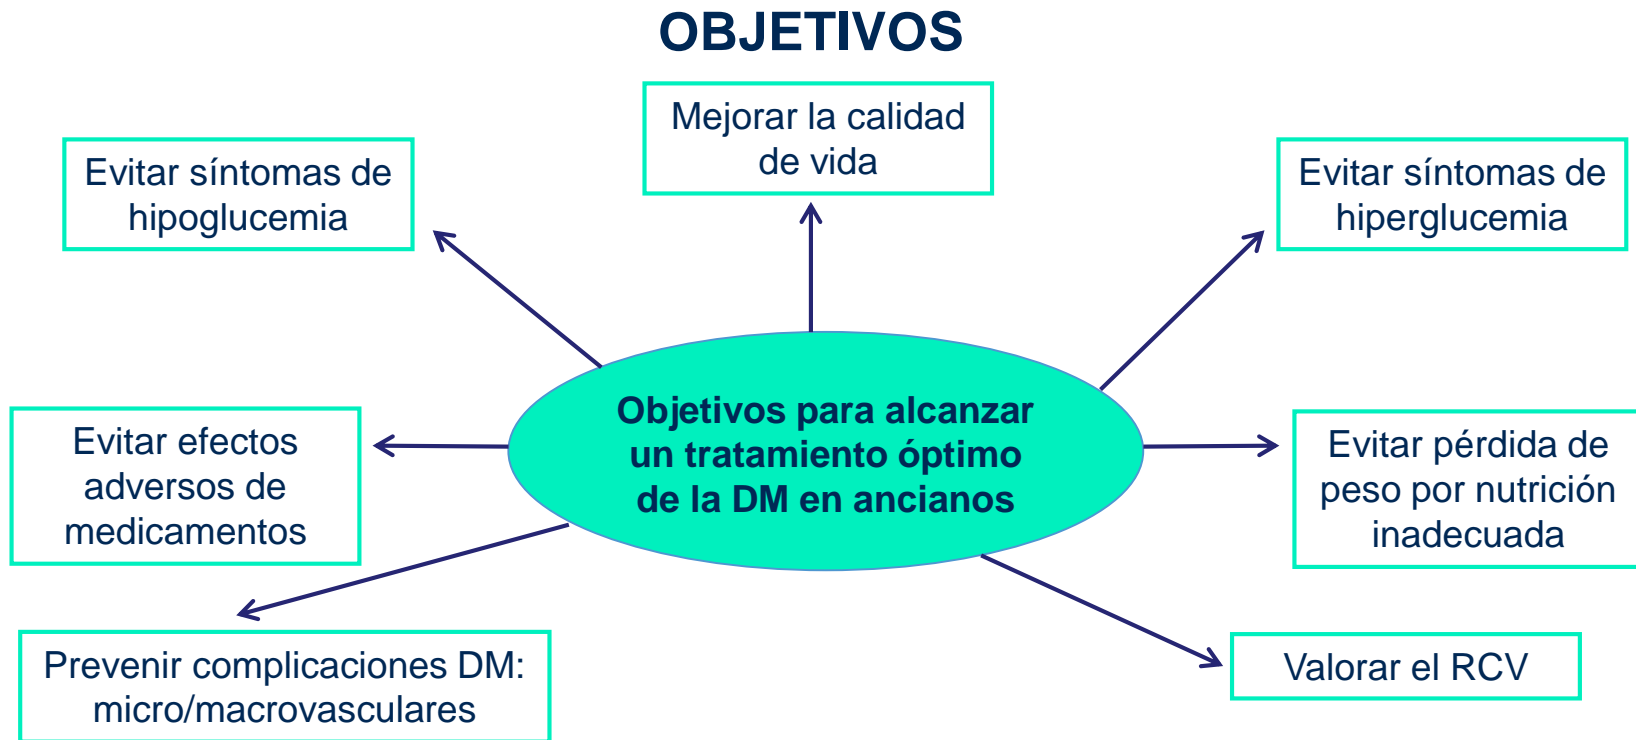 OBJETIVOS
Mejorar la calidad
de vida
Evitar síntomas de
hipoglucemia
Evitar síntomas de
hiperglucemia
Objetivos para alcanzar
un tratamiento óptimo
de la DM en ancianos
Evitar efectos
adversos de
medicamentos
Evitar pérdida de
peso por nutrición
inadecuada
Prevenir complicaciones DM:
micro/macrovasculares
Valorar el RCV